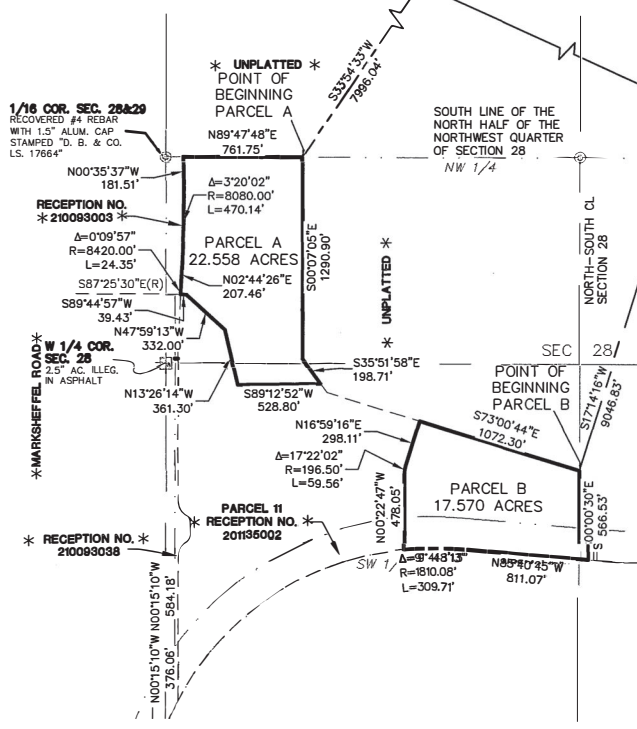 * UNPLATTED *
POINT OF
BEGINNING
PARCEL A
S33°54'33"W
7996.04'
1/16 COR. SEC. 28&29
RECOVERED #4 REBAR
WITH 1.5" ALUM. CAP
STAMPED "D. B. & CO.
LS. 17664"
N89°47'48"E
761.75'
SOUTH LINE OF THE
NORTH HALF OF THE
NORTHWEST QUARTER
OF SECTION 28
NW 1/4
N00°35'37"W
181.51'
RECEPTION NO.
* 210093003 *
Δ=3°20'02"
R=8080.00'
L=470.14'
Δ=0°09'57"
R=8420.00'
L=24.35'
PARCEL A
22.558 ACRES
S00°07'05"E
1290.90'
* UNPLATTED *
NORTH-SOUTH CL
SECTION 28
S87°25'30"E(R)
N02°44'26"E
207.46'
S89°44'57"W
39.43'
N47°59'13"W
332.00'
* MARKSHEFFEL ROAD *
W 1/4 COR.
SEC. 28
2.5" AC. ILLEG.
IN ASPHALT
SEC 28
S35°51'58"E
198.71'
POINT OF
BEGINNING
PARCEL B
S17°14'16"W
9046.83'
N13°26'14"W
361.30'
S89°12'52"W
528.80'
N16°59'16"E
298.11'
S73°00'44"E
1072.30'
Δ=17°22'02"
R=196.50'
L=59.56'
PARCEL B
17.570 ACRES
N00°22'47"W
478.05'
S00°00'30"E
566.53'
PARCEL 11
* RECEPTION NO. *
201135002
* RECEPTION NO. *
210093038
SW 1/
R=1810.08'
L=309.71'
811.07'
N00°15'10"W
584.18'
N00°15'10"W
376.06'